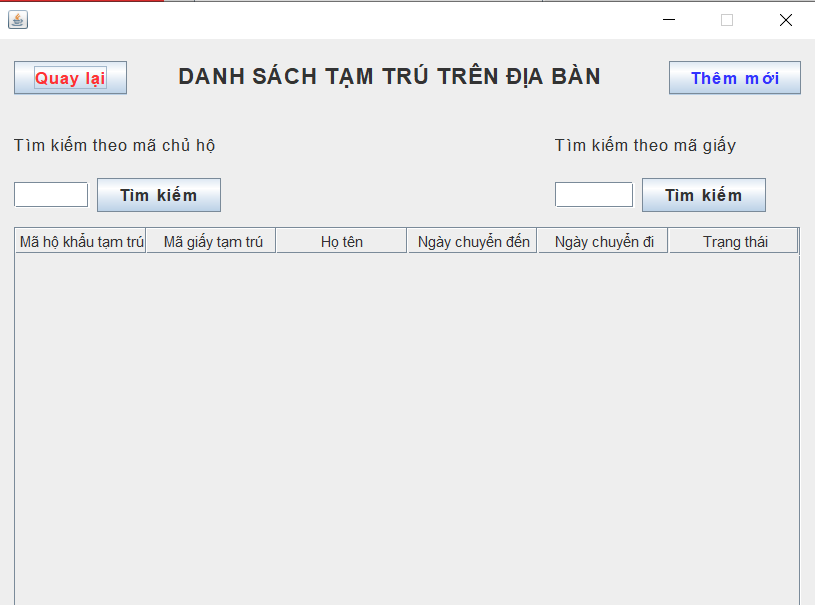 Quay lại DANH SÁCH TẠM TRÚ TRÊN ĐỊA BÀN Thêm mới
Tìm kiếm theo mã chủ hộ Tìm kiếm theo mã giấy
Tìm kiếm Tìm kiếm
Mã hộ khẩu tạm trú Mã giấy tạm trú Họ tên Ngày chuyển đến Ngày chuyển đi Trạng thái